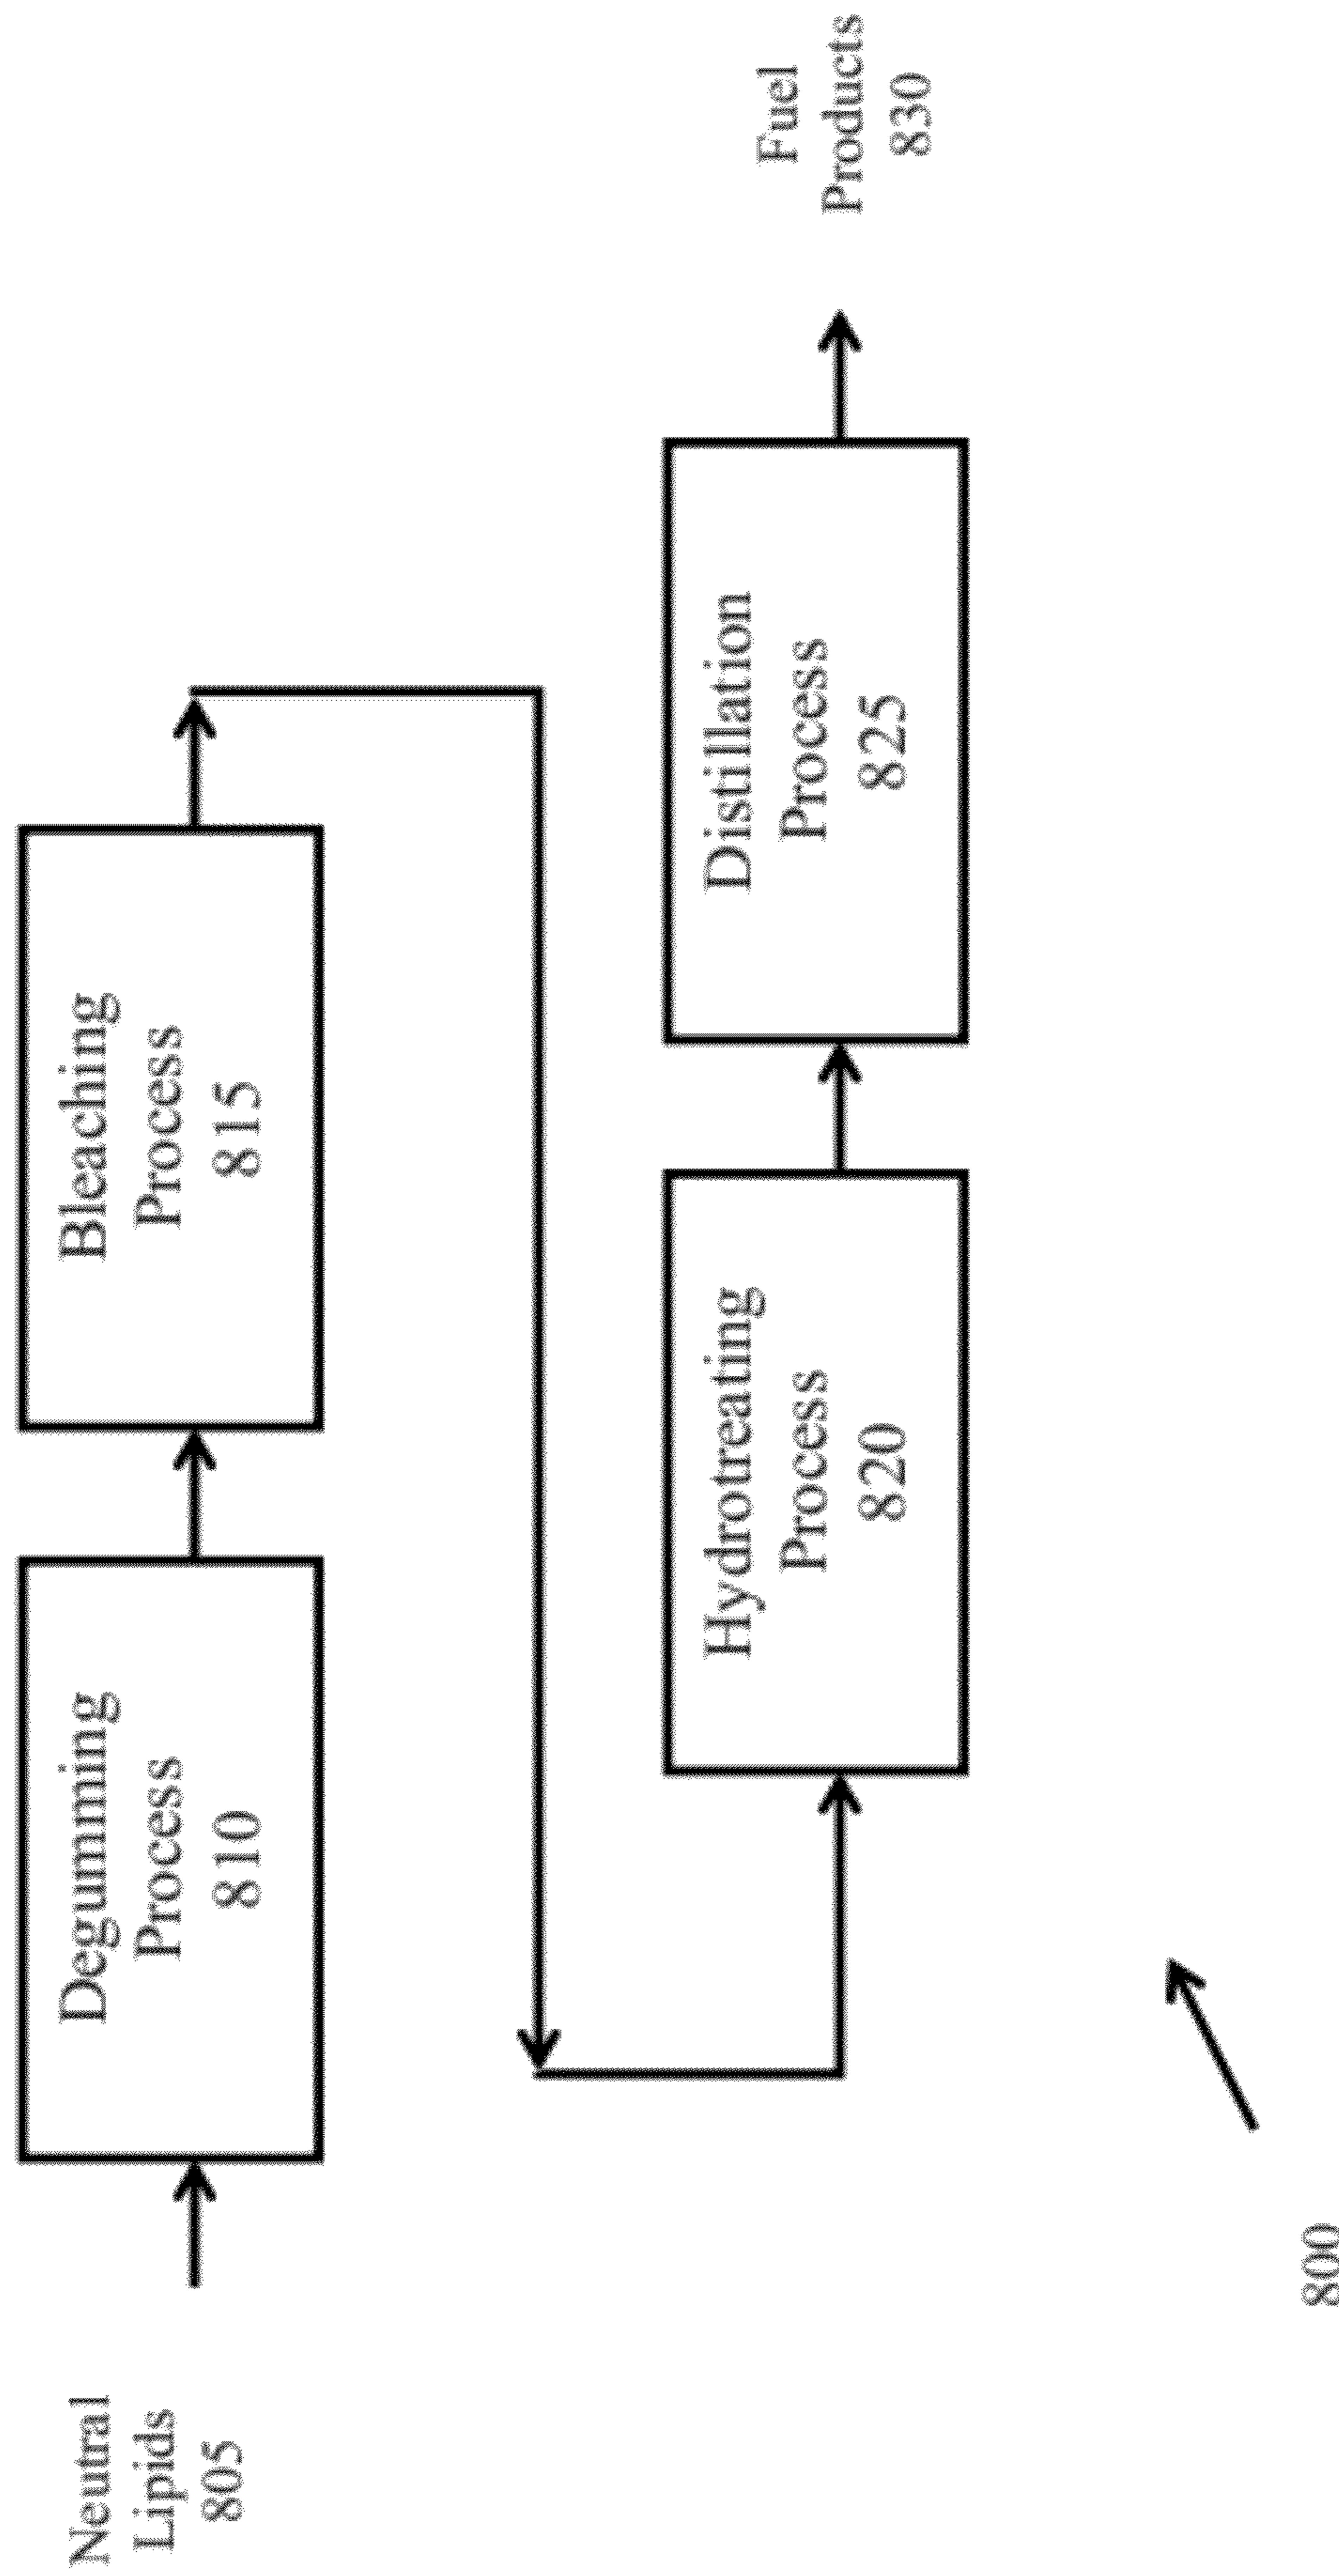 Neutral
Lipids
805
Degumming
Process
810
Bleaching
Process
815
Hydrotreating
Process
820
Distillation
Process
825
Fuel
Products
830
800